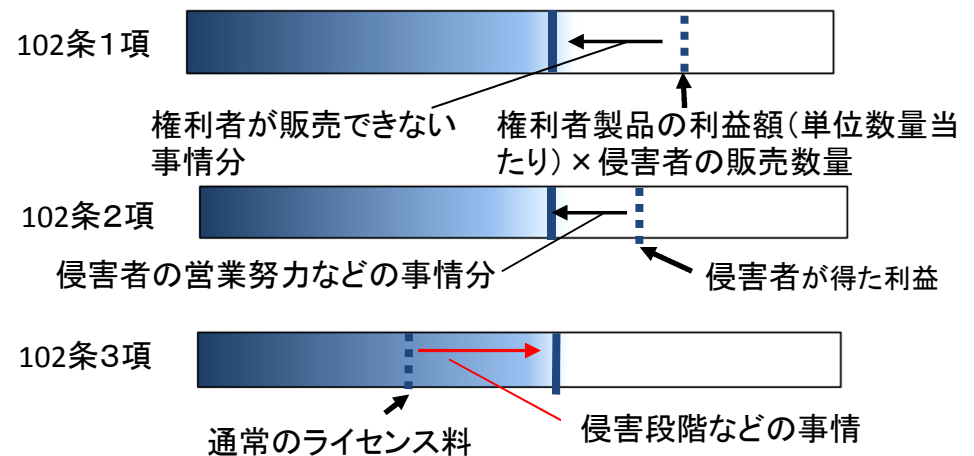 102条１項
権利者が販売できない
事情分
権利者製品の利益額（単位数量当
たり）×侵害者の販売数量
102条２項
侵害者の営業努力などの事情分
侵害者が得た利益
102条３項
通常のライセンス料
侵害段階などの事情